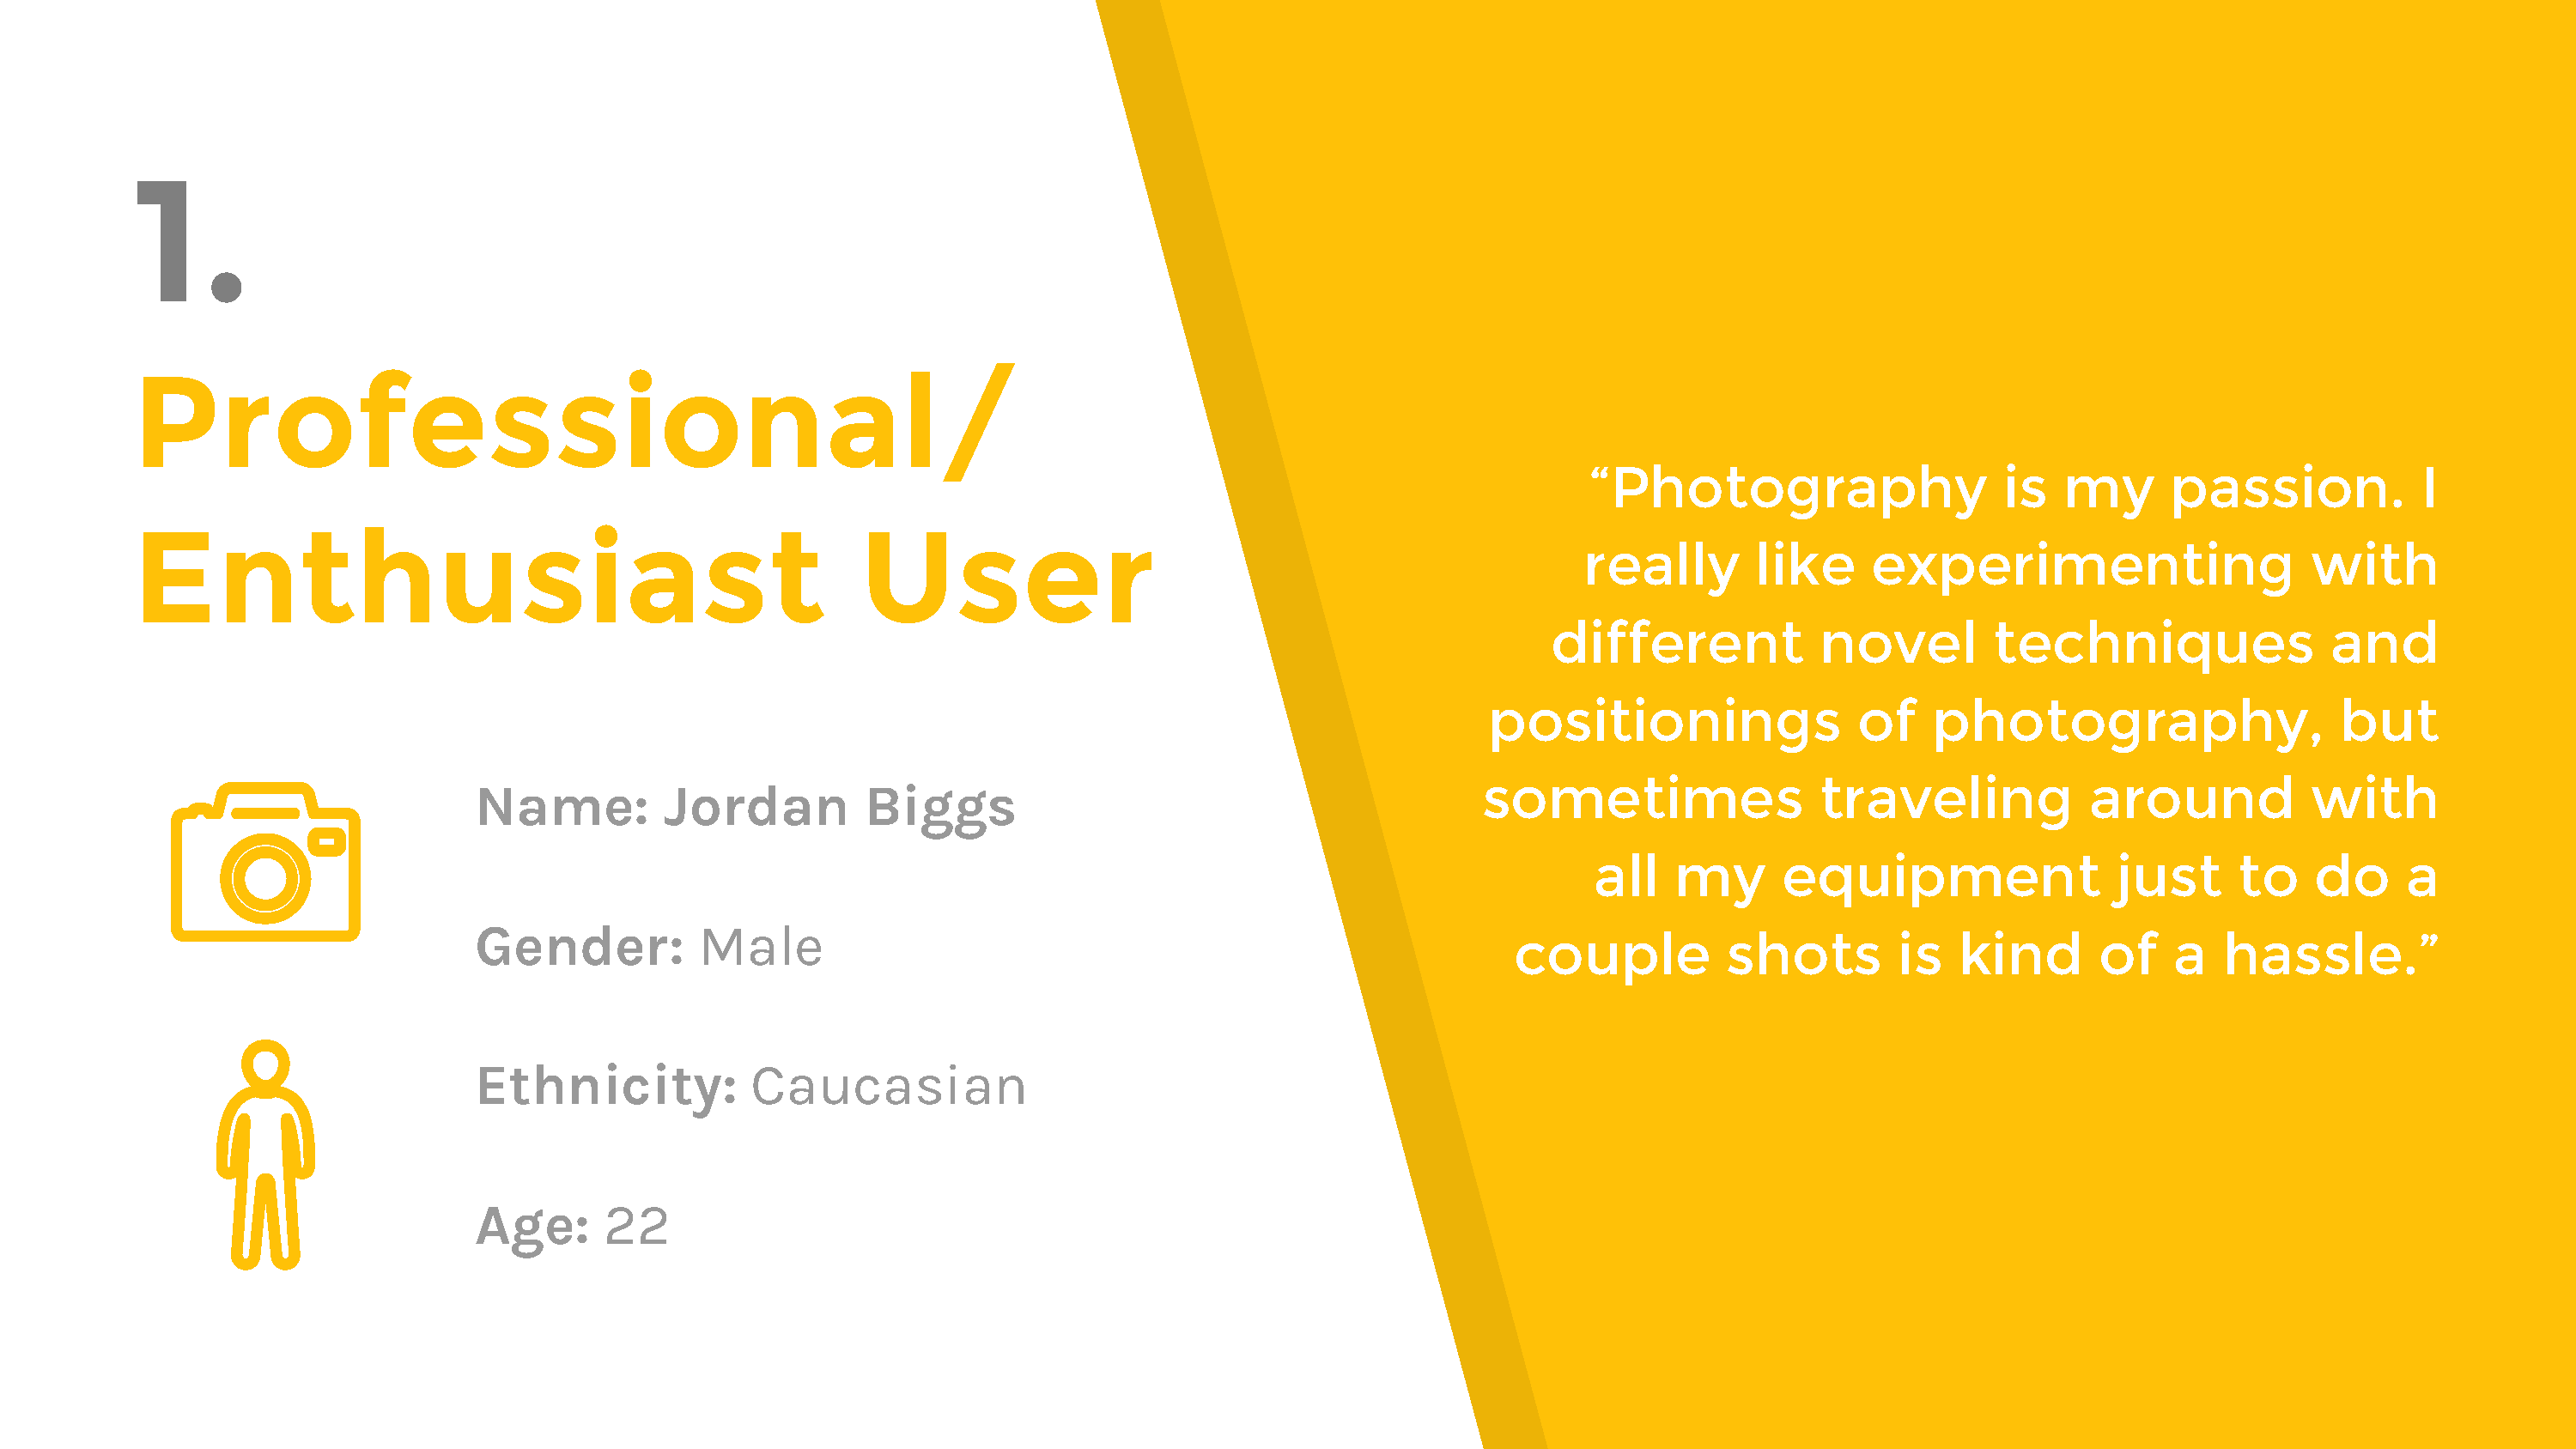 1.
Professional/
Enthusiast User
Name: Jordan Biggs
Gender: Male
Ethnicity: Caucasian
Age: 22
“Photography is my passion. I
really like experimenting with
different novel techniques and
positionings of photography, but
sometimes traveling around with
all my equipment just to do a
couple shots is kind of a hassle.”